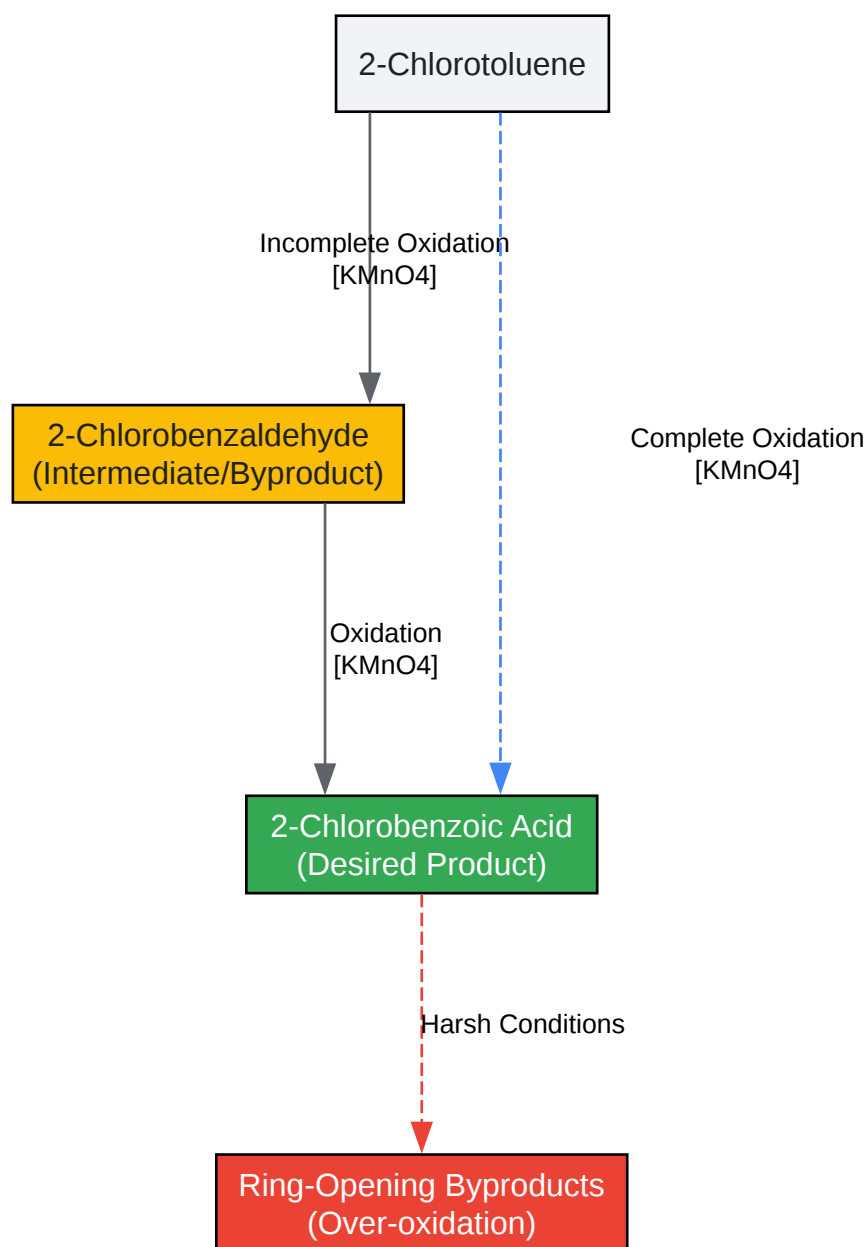 2-Chlorotoluene
Incomplete Oxidation
[KMnO4]
2-Chlorobenzaldehyde
(Intermediate/Byproduct)
Complete Oxidation
[KMnO4]
Oxidation
[KMnO4]
2-Chlorobenzoic Acid
(Desired Product)
Harsh Conditions
Ring-Opening Byproducts
(Over-oxidation)